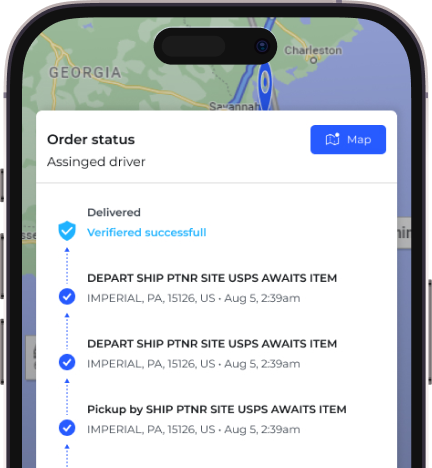 Charleston
GEORGIA
Savannah
Order status
Map
Assinged driver
Delivered
Verifiered successfull
DEPART SHIP PTNR SITE USPS AWAITS ITEM
IMPERIAL, PA, 15126, US • Aug 5, 2:39am
DEPART SHIP PTNR SITE USPS AWAITS ITEM
IMPERIAL, PA, 15126, US • Aug 5, 2:39am
Pickup by SHIP PTNR SITE USPS AWAITS ITEM
IMPERIAL, PA, 15126, US • Aug 5, 2:39am